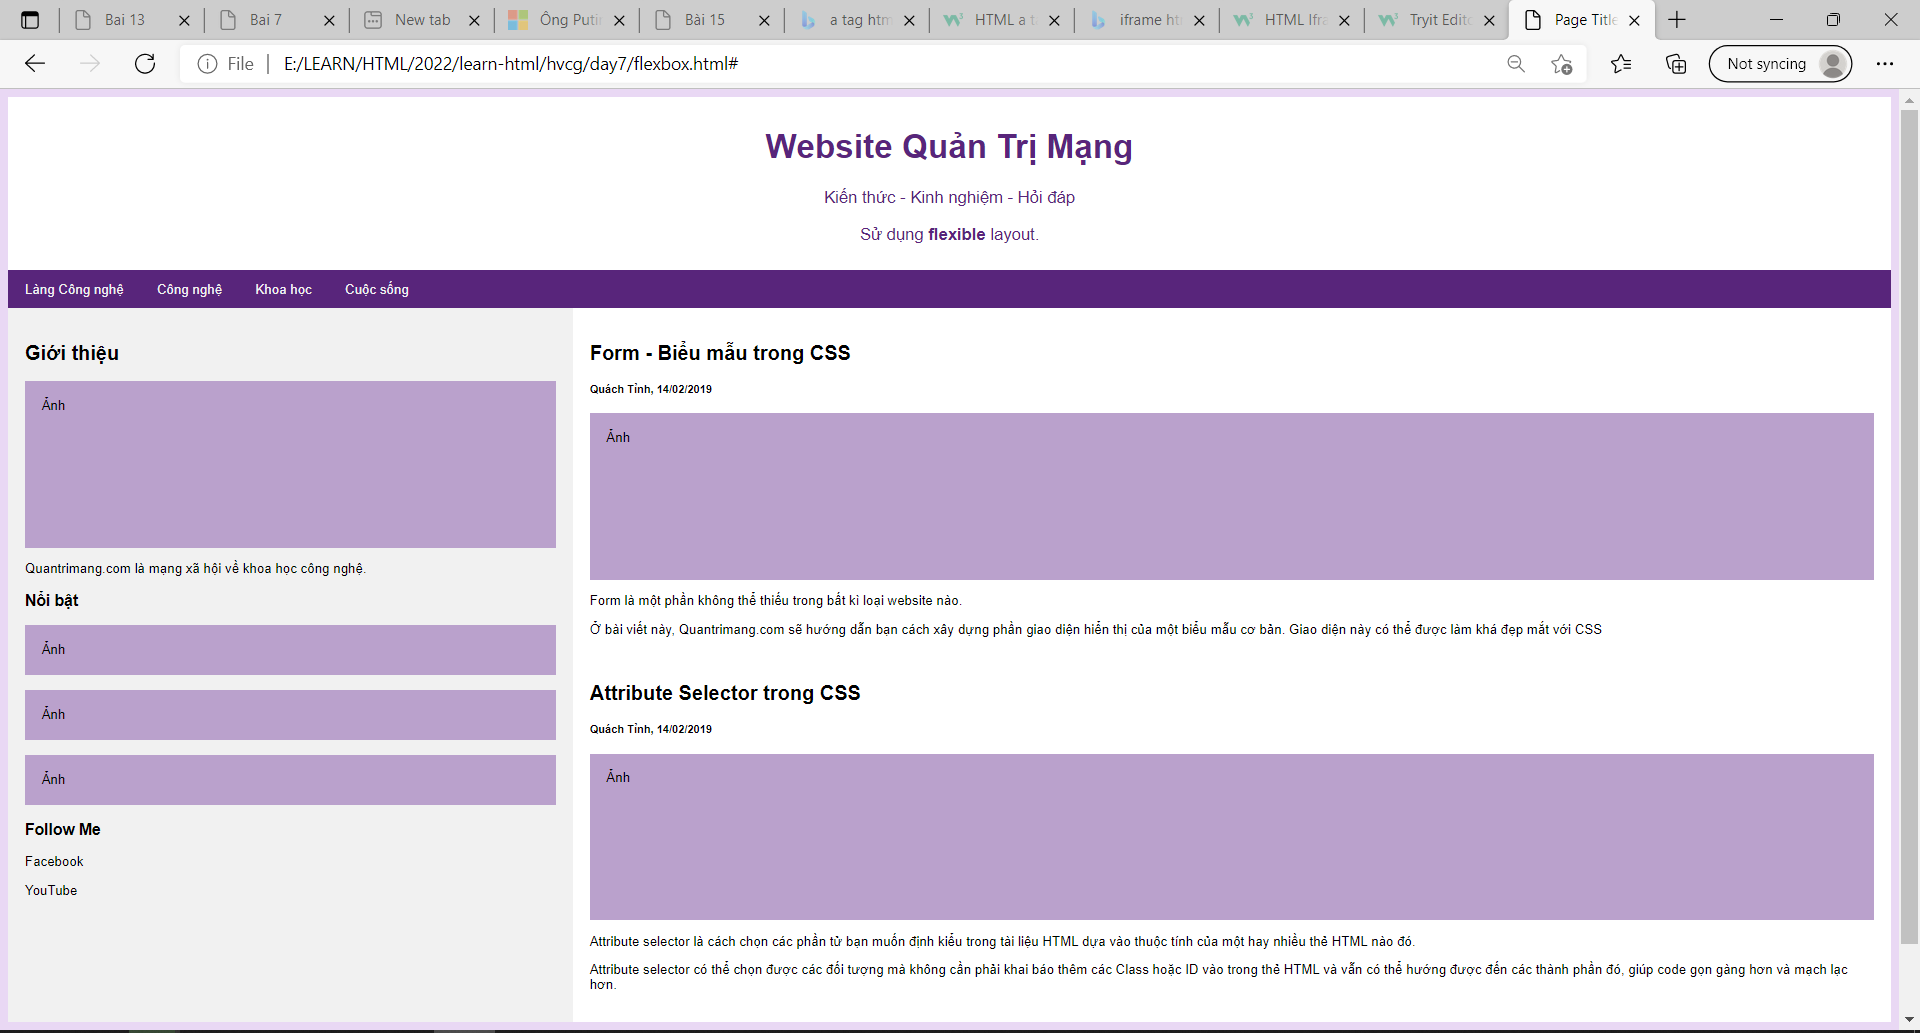 Bai 13
Bai 7
New tab
Ông Puti
Bài 15
a tag htm
HTML a t
iframe ht
HTML Ifra
Tryit Edito
Page Title
File
E:/LEARN/HTML/2022/learn-html/hvcg/day7/flexbox.html#
Not syncing
Website Quản Trị Mạng
Kiến thức - Kinh nghiệm - Hỏi đáp
Sử dụng flexible layout.
Làng Công nghệ
Công nghệ
Khoa học
Cuộc sống
Giới thiệu
Ảnh
Quantrimang.com là mạng xã hội về khoa học công nghệ.
Nổi bật
Ảnh
Ảnh
Ảnh
Follow Me
Facebook
YouTube
Form - Biểu mẫu trong CSS
Quách Tỉnh, 14/02/2019
Ảnh
Form là một phần không thể thiếu trong bất kì loại website nào.
Ở bài viết này, Quantrimang.com sẽ hướng dẫn bạn cách xây dựng phần giao diện hiển thị của một biểu mẫu cơ bản. Giao diện này có thể được làm khá đẹp mắt với CSS
Attribute Selector trong CSS
Quách Tỉnh, 14/02/2019
Ảnh
Attribute selector là cách chọn các phần tử bạn muốn định kiểu trong tài liệu HTML dựa vào thuộc tính của một hay nhiều thẻ HTML nào đó.
Attribute selector có thể chọn được các đối tượng mà không cần phải khai báo thêm các Class hoặc ID vào trong thẻ HTML và vẫn có thể hướng được đến các thành phần đó, giúp code gọn gàng hơn và mạch lạc
hơn.